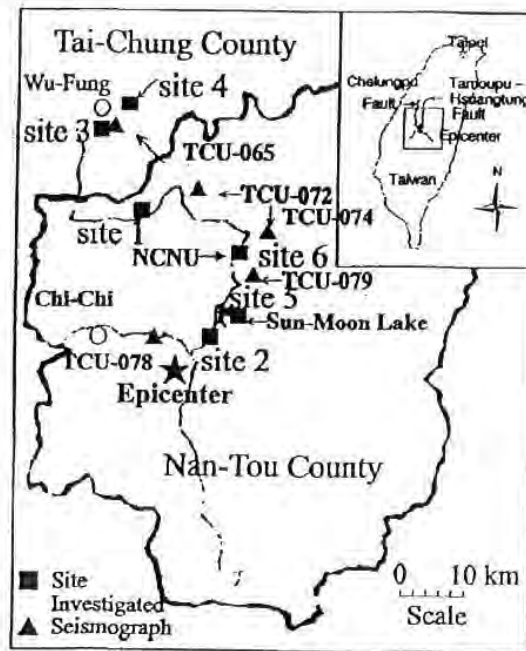 Tai-Chung County
Wu-Fung
site 4
site 3
TCU-065
TCU-072
TCU-074
site 1
NCNU
site 6
TCU-079
Chi-Chi
site 5
Sun-Moon Lake
TCU-078
site 2
Epicenter
Nan-Tou County
Site
Investigated
Seismograph
0 10 km
Scale
Taipei
Fault
Fault
Epicenter
Taiwan
N